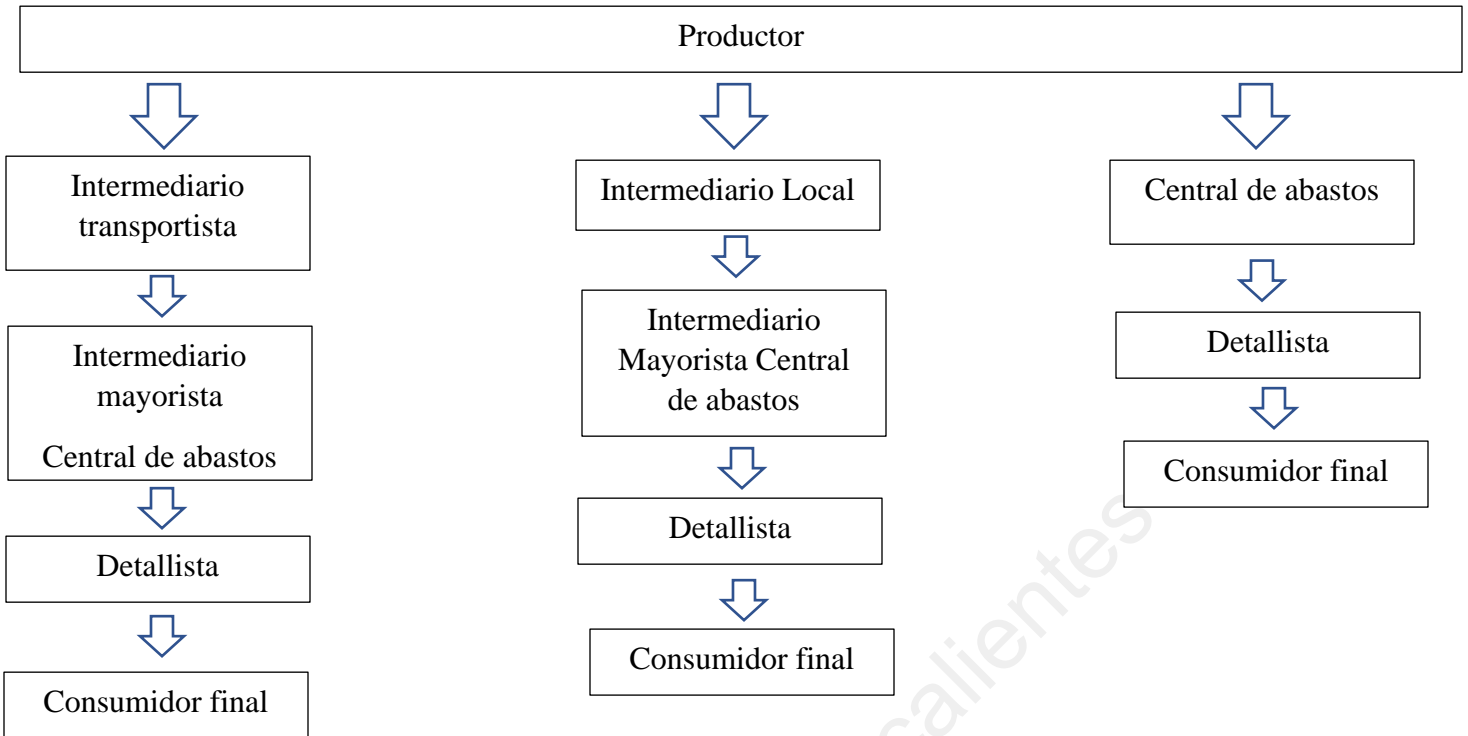 Productor
Intermediario
transportista
Intermediario
mayorista
Central de abastos
Detallista
Consumidor final
Intermediario Local
Intermediario
Mayorista Central
de abastos
Detallista
Consumidor final
Central de abastos
Detallista
Consumidor final